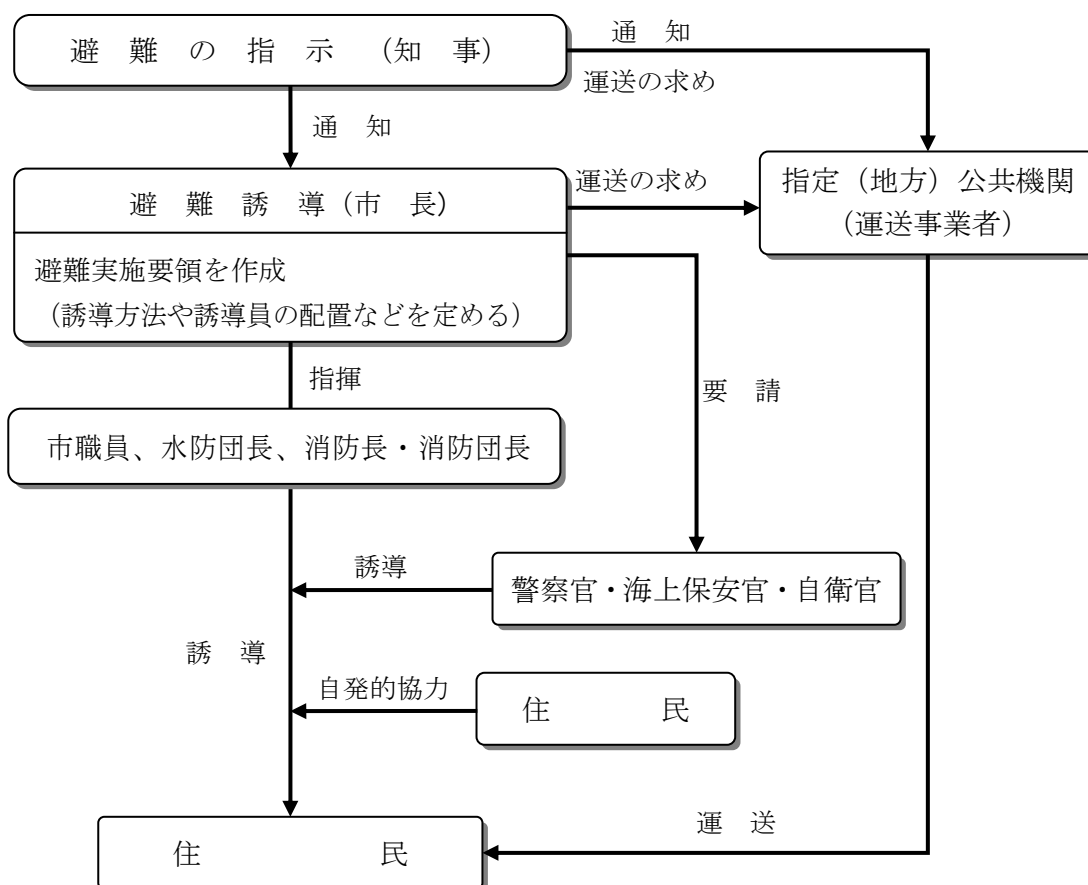 避難の指示（知事）
通知
運送の求め
通知
避難誘導（市長）
運送の求め
指定（地方）公共機関
（運送事業者）
避難実施要領を作成
（誘導方法や誘導員の配置などを定める）
指揮
要請
市職員、水防団長、消防長・消防団長
誘導
警察官・海上保安官・自衛官
誘導
自発的協力
住民
運送
住民